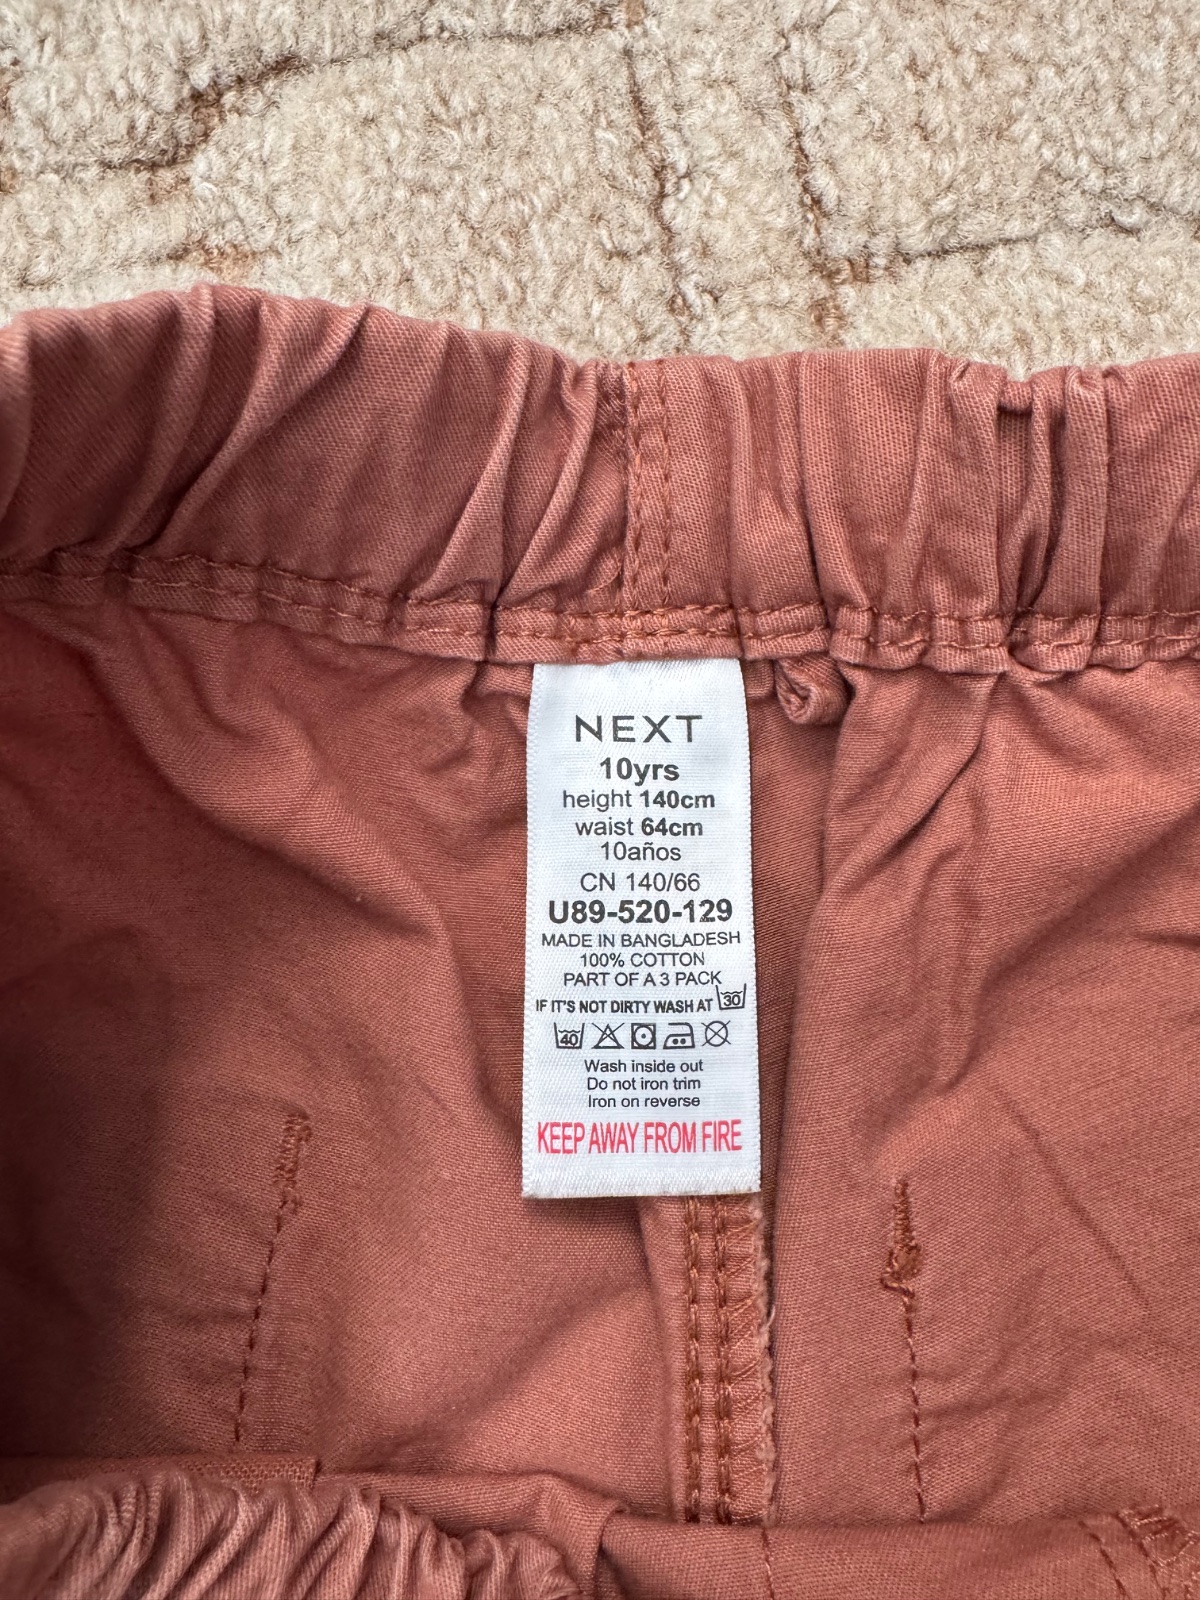 NEXT
10yrs
height 140cm
waist 64cm
10años
CN 140/66
U89-520-129
MADE IN BANGLADESH
100% COTTON
PART OF A 3 PACK
IF IT'S NOT DIRTY WASH AT 30
40
Wash inside out
Do not iron trim
Iron on reverse
KEEP AWAY FROM FIRE